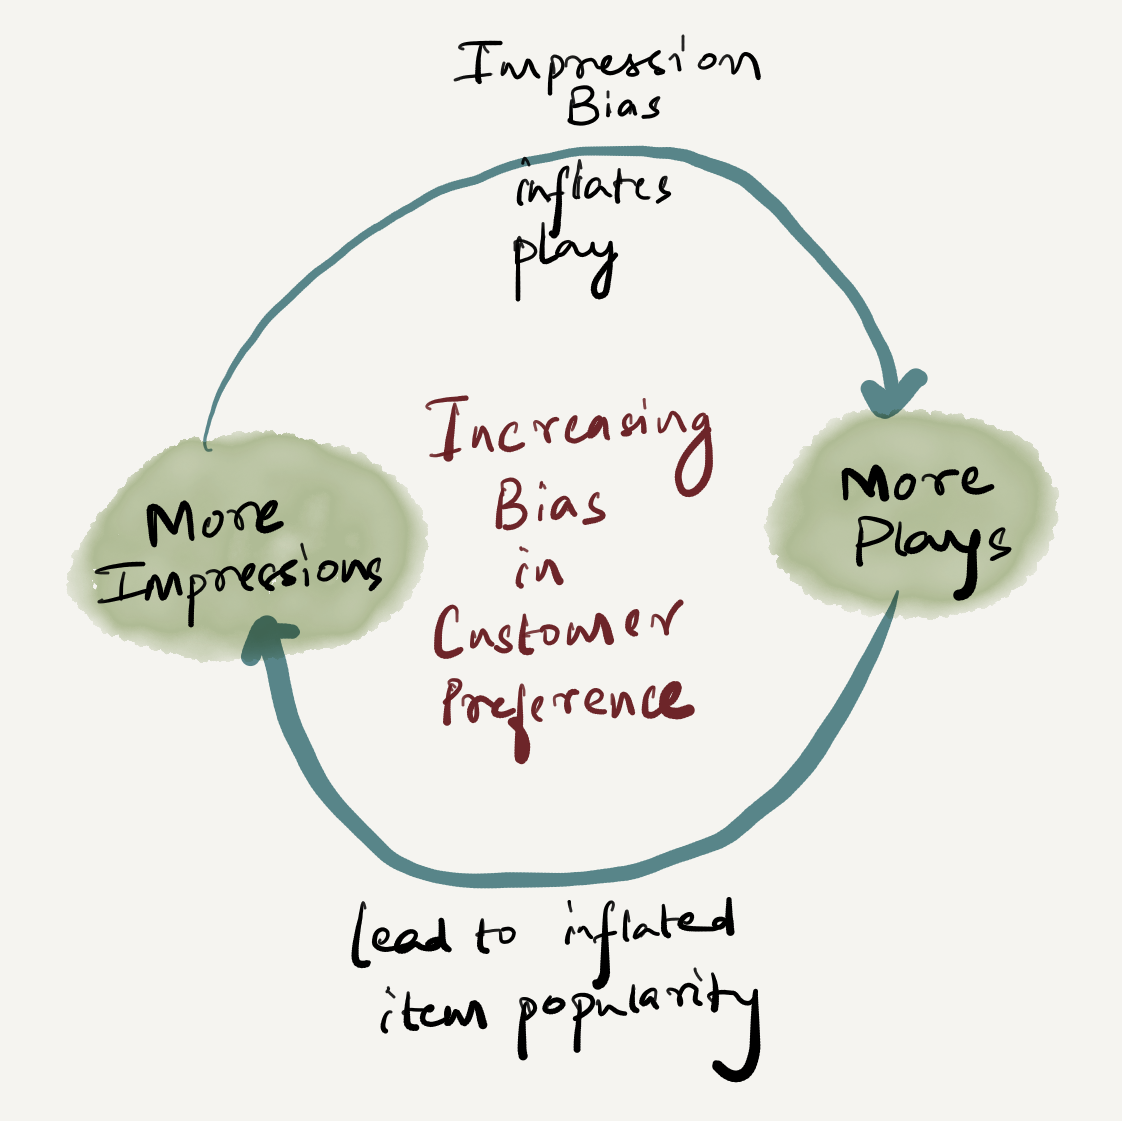 Impression
Bias
inflates
play
More
Impressions
Increasing
Bias
in
Customer
Preference
More
Plays
lead to inflated
item popularity